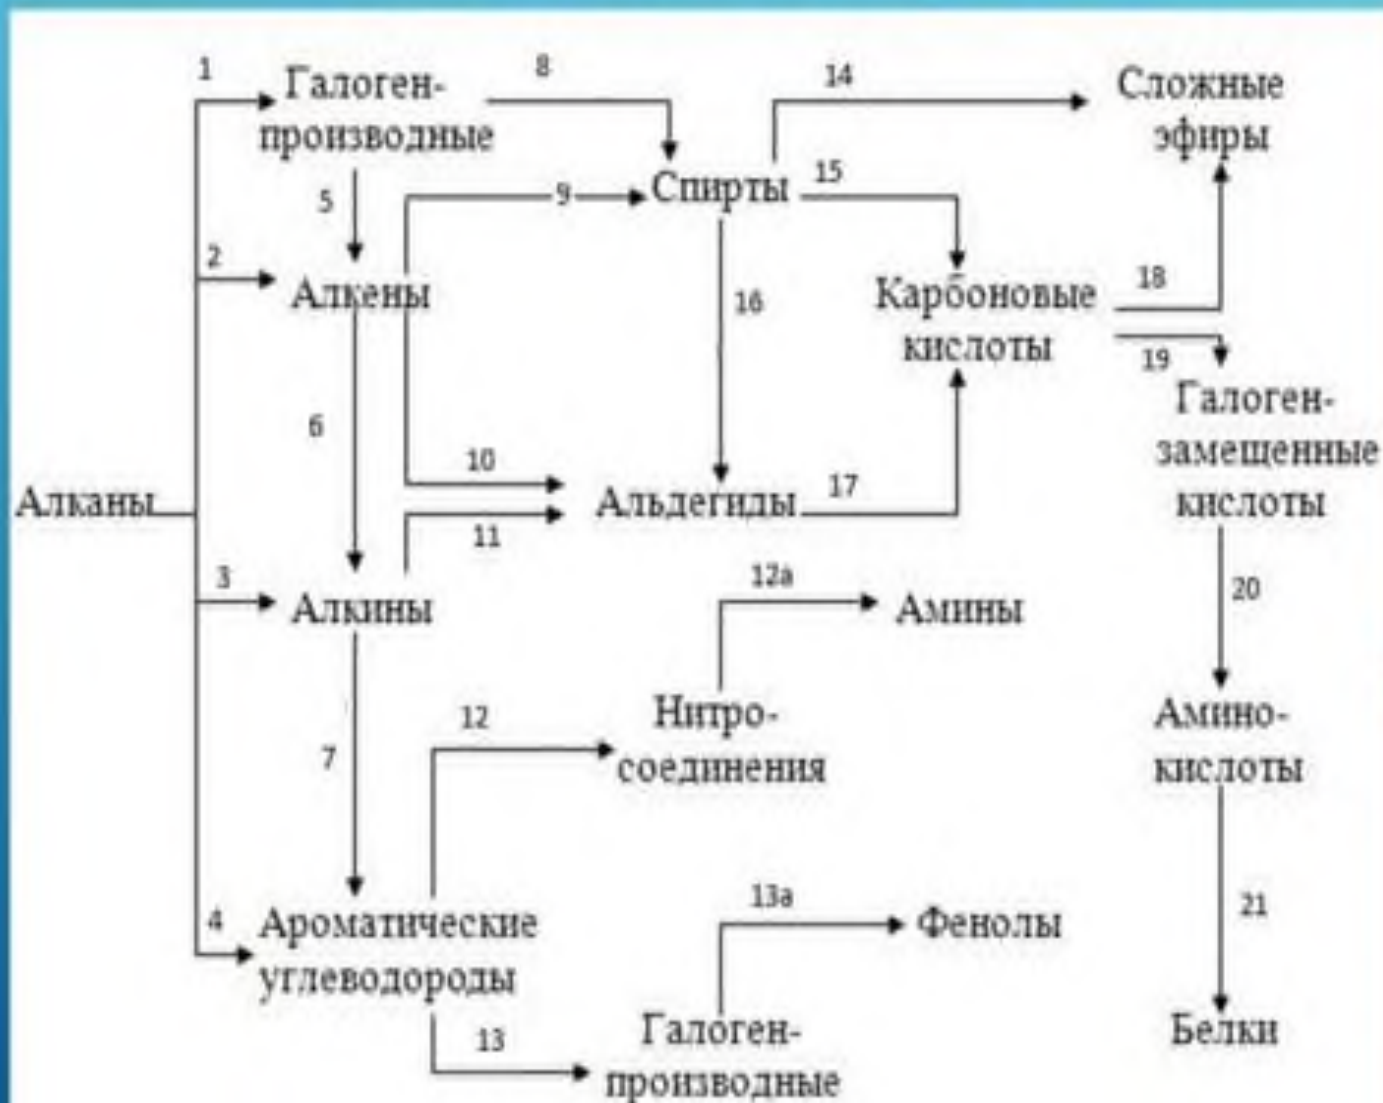 1
Галоген-
производные
8
14
Сложные
эфиры
5
9
Спирты
15
2
Алкены
16
Карбоновые
кислоты
18
19
Галоген-
замещенные
кислоты
6
10
Алканы
Альдегиды
17
11
3
Алкины
12а
Амины
20
7
12
Нитро-
соединения
Амино-
кислоты
4
Ароматические
углеводороды
13а
Фенолы
21
13
Галоген-
производные
Белки